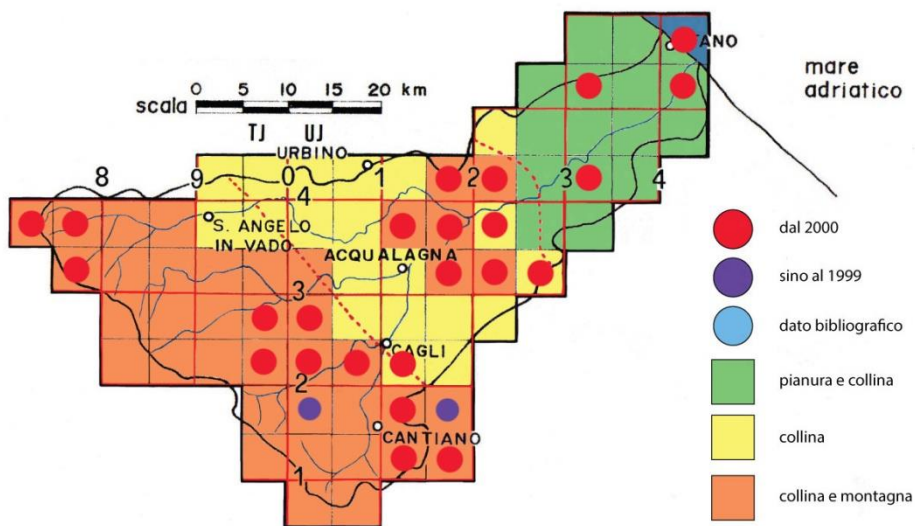 FANO
mare
adriatico
scala
0 5 10 15 20 km
TJ UJ
URBINO
8 9 0 1 2 3 4
4
S. ANGELO
IN VADO
ACQUALAGNA
3
CAGLI
2
CANTIANO
1
dal 2000
sino al 1999
dato bibliografico
pianura e collina
collina
collina e montagna